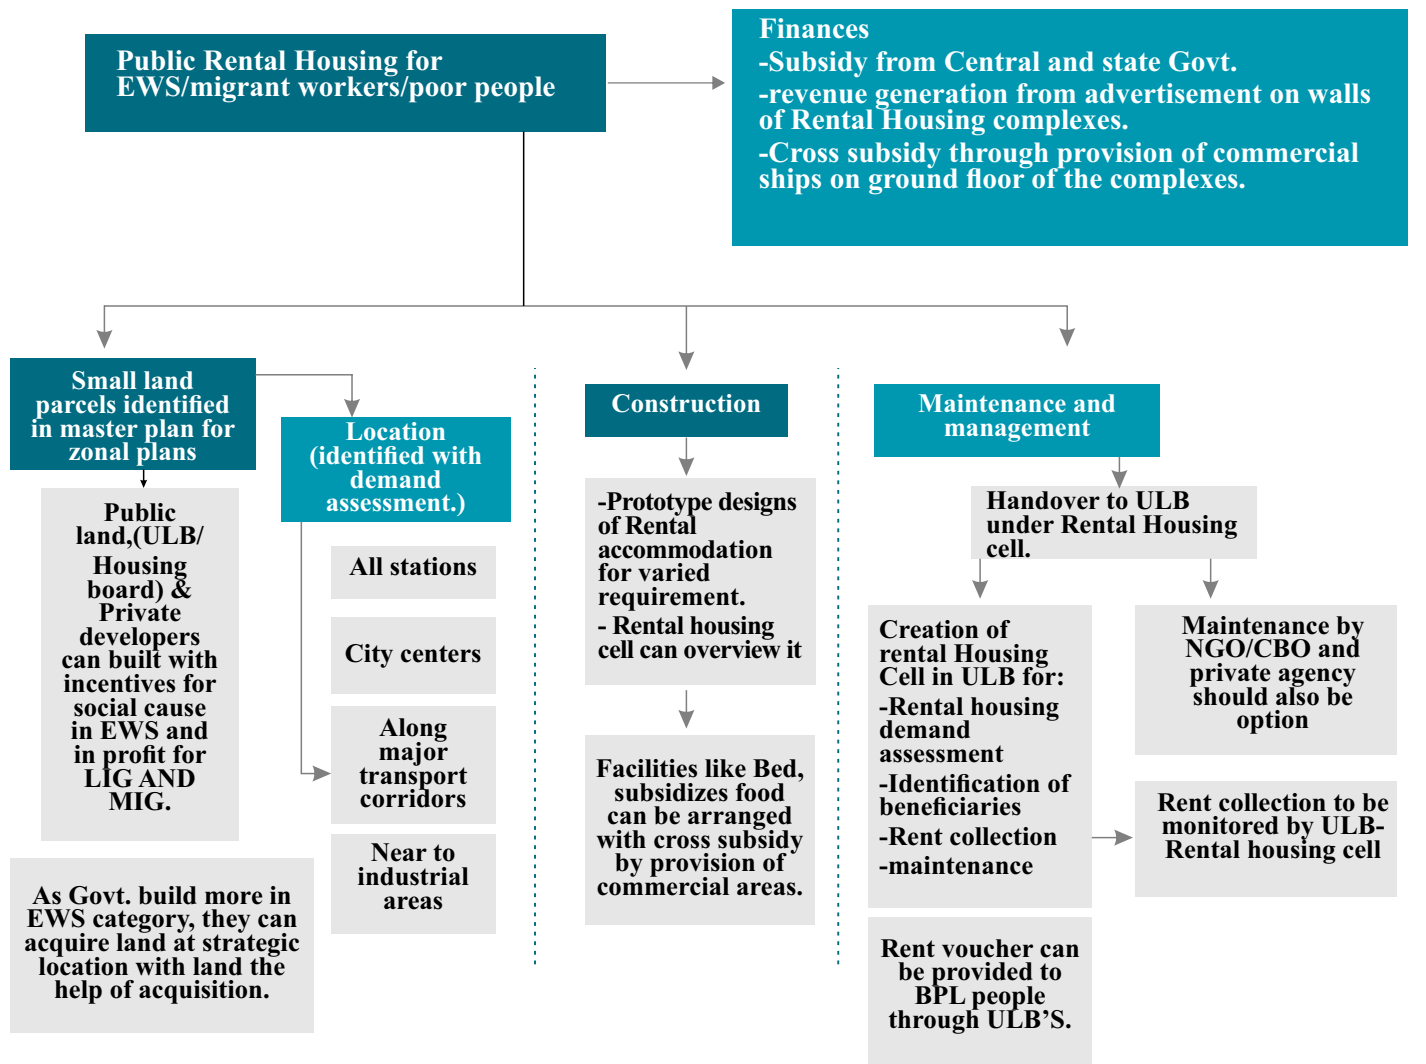 Public Rental Housing for
EWS/migrant workers/poor people
Finances
-Subsidy from Central and state Govt.
-revenue generation from advertisement on walls
of Rental Housing complexes.
-Cross subsidy through provision of commercial
ships on ground floor of the complexes.
Small land
parcels identified
in master plan for
zonal plans
Public
land,(ULB/
Housing
board) &
Private
developers
can built with
incentives for
social cause
in EWS and
in profit for
LIG AND
MIG.
As Govt. build more in
EWS category, they can
acquire land at strategic
location with land the
help of acquisition.
Location
(identified with
demand
assessment.)
All stations
City centers
Along
major
transport
corridors
Near to
industrial
areas
Construction
-Prototype designs
of Rental
accommodation
for varied
requirement.
- Rental housing
cell can overview it
Facilities like Bed,
subsidizes food
can be arranged
with cross subsidy
by provision of
commercial areas.
Maintenance and
management
Handover to ULB
under Rental Housing
cell.
Creation of
rental Housing
Cell in ULB for:
-Rental housing
demand
assessment
-Identification of
beneficiaries
-Rent collection
-maintenance
Maintenance by
NGO/CBO and
private agency
should also be
option
Rent collection to be
monitored by ULB-
Rental housing cell
Rent voucher can
be provided to
BPL people
through ULB’S.